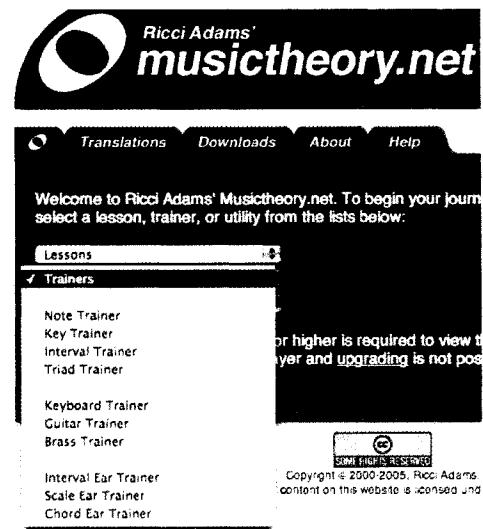 Ricci Adams'
musictheory.net
Translations Downloads About Help
Welcome to Ricci Adams' Musictheory.net. To begin your journ
select a lesson, trainer, or utility from the lists below:
Lessons
✓ Trainers
Note Trainer
Key Trainer
Interval Trainer
Triad Trainer
or higher is required to view t
yer and upgrading is not pos
Keyboard Trainer
Guitar Trainer
Brass Trainer
cc
SOME RIGHTS RESERVED
Interval Ear Trainer
Scale Ear Trainer
Chord Ear Trainer
Copyright © 2000-2005, Ricci Adams.
content on this website is licensed und